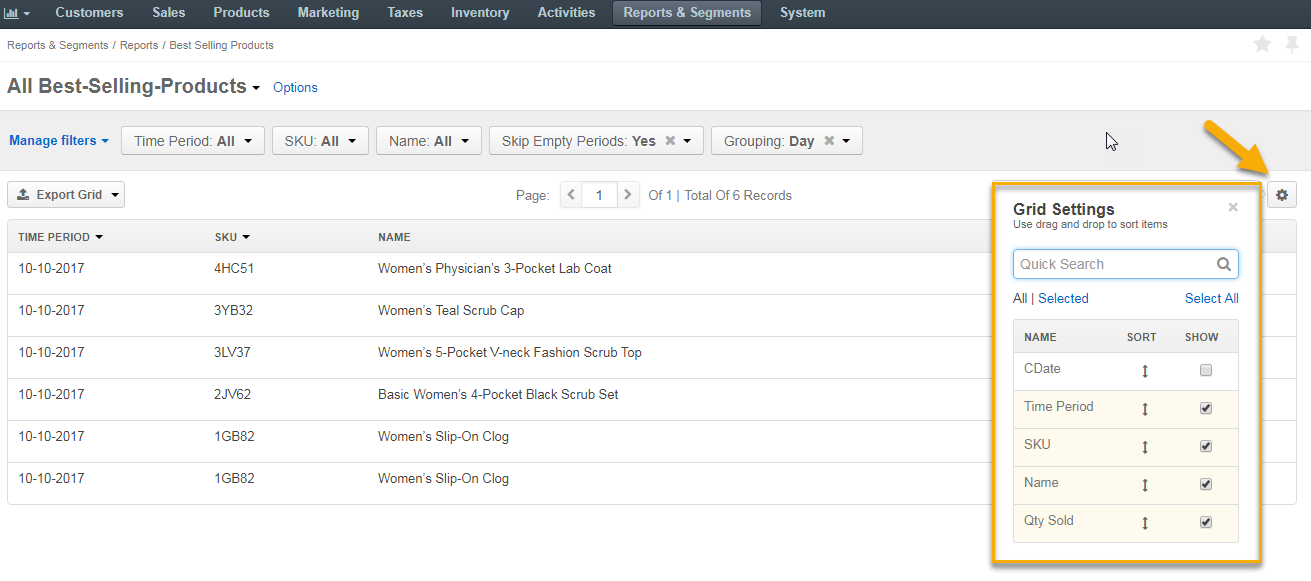 Customers Sales Products Marketing Taxes Inventory Activities Reports & Segments System
Reports & Segments / Reports / Best Selling Products
All Best-Selling-Products Options
Manage filters Time Period: All SKU: All Name: All Skip Empty Periods: Yes Grouping: Day
Export Grid Page: 1 Of 1 | Total Of 6 Records
TIME PERIOD SKU NAME
10-10-2017 4HC51 Women's Physician's 3-Pocket Lab Coat
10-10-2017 3YB32 Women's Teal Scrub Cap
10-10-2017 3LV37 Women's 5-Pocket V-neck Fashion Scrub Top
10-10-2017 2JV62 Basic Women's 4-Pocket Black Scrub Set
10-10-2017 1GB82 Women's Slip-On Clog
10-10-2017 1GB82 Women's Slip-On Clog
Grid Settings
Use drag and drop to sort items
Quick Search
All | Selected Select All
NAME SORT SHOW
CDate
Time Period
SKU
Name
Qty Sold